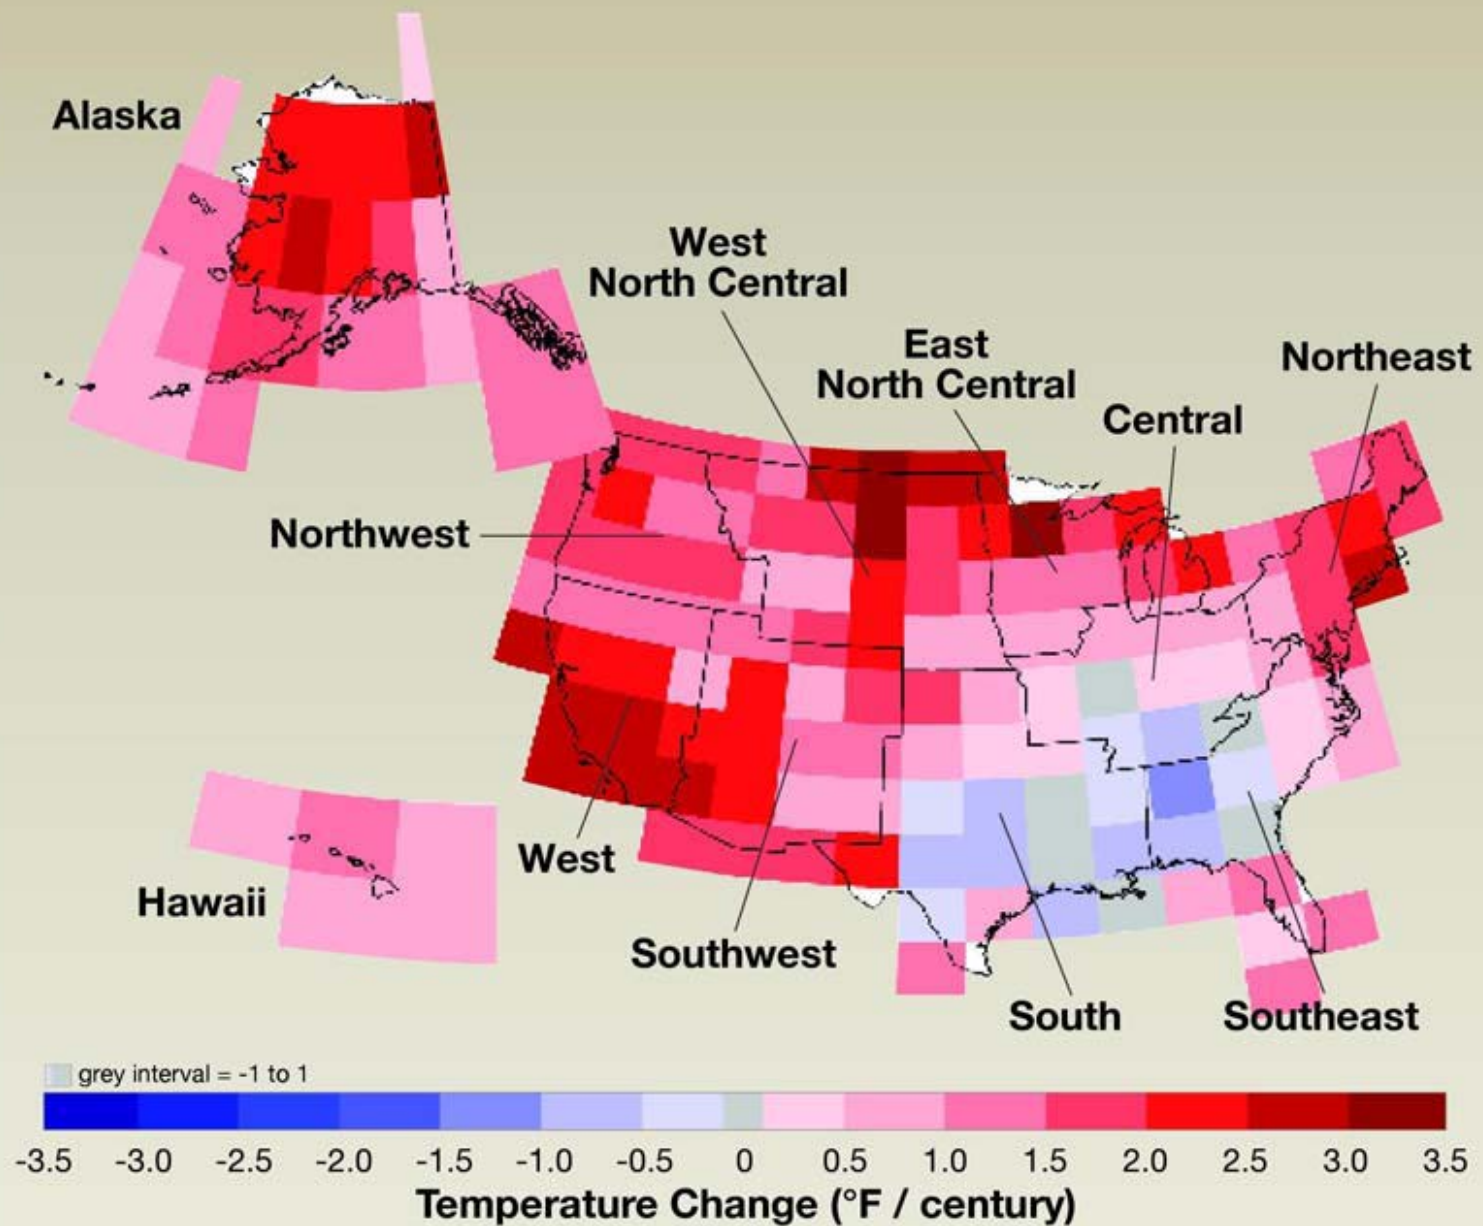 Alaska
West
North Central
East
North Central
Northeast
Central
Northwest
West
Hawaii
Southwest
South
Southeast
grey interval = -1 to 1
-3.5 -3.0 -2.5 -2.0 -1.5 -1.0 -0.5 0 0.5 1.0 1.5 2.0 2.5 3.0 3.5
Temperature Change (°F / century)